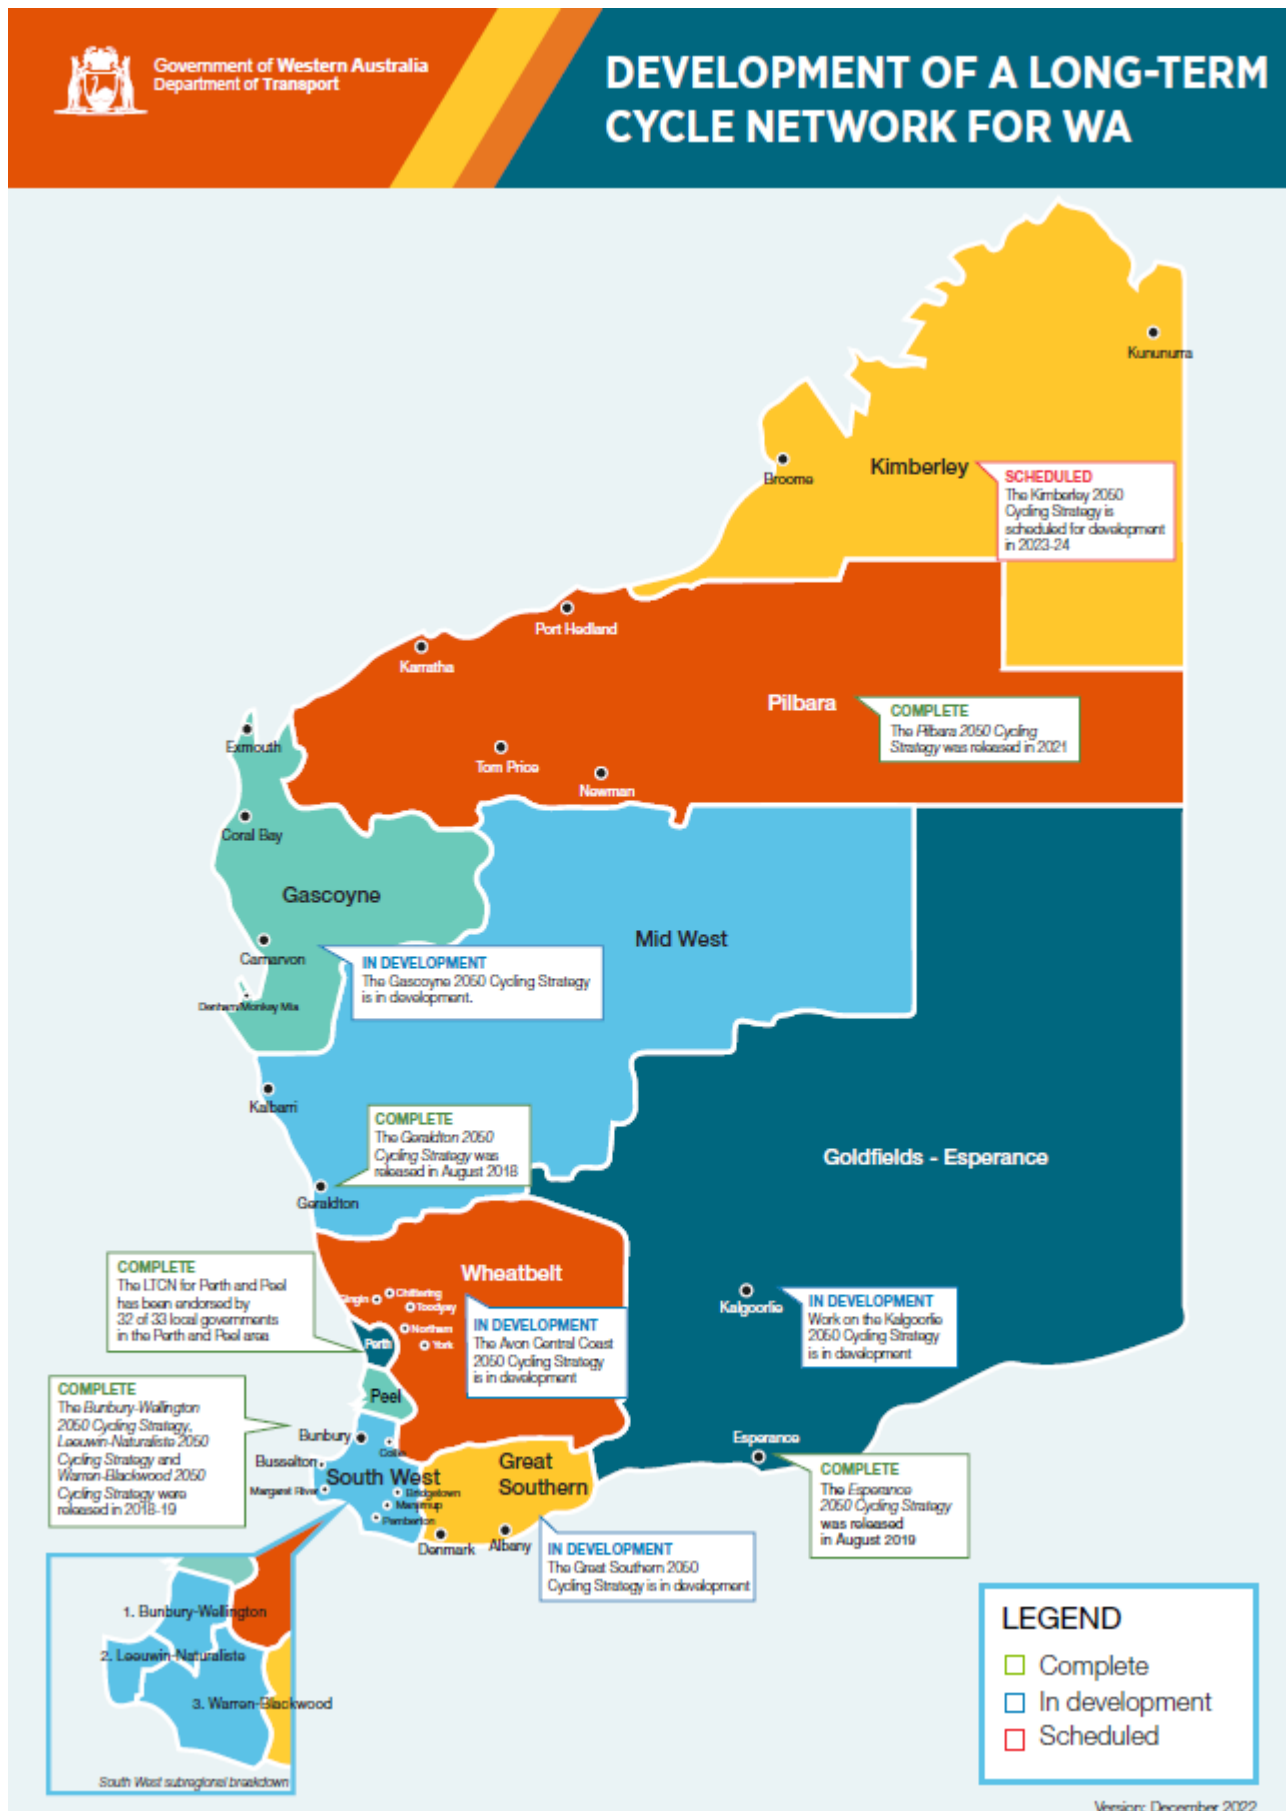 Government of Western Australia
Department of Transport
DEVELOPMENT OF A LONG-TERM
CYCLE NETWORK FOR WA
Kununurra
Broome
Kimberley
SCHEDULED
The Kimberley 2050
Cycling Strategy is
scheduled for development
in 2023-24
Port Hedland
Karratha
Pilbara
COMPLETE
The Pilbara 2050 Cycling
Strategy was released in 2021
Exmouth
Tom Price
Newman
Coral Bay
Gascoyne
Mid West
Carnarvon
IN DEVELOPMENT
The Gascoyne 2050 Cycling Strategy
is in development.
Denham/Monkey Mia
Kalbarri
COMPLETE
The Geraldton 2050
Cycling Strategy was
released in August 2018
Goldfields - Esperance
Geraldton
COMPLETE
The LTCN for Perth and Peel
has been endorsed by
32 of 33 local governments
in the Perth and Peel area
Wheatbelt
Gingin
Chittering
Toodyay
Northam
York
Perth
IN DEVELOPMENT
The Avon Central Coast
2050 Cycling Strategy
is in development
Kalgoorlie
IN DEVELOPMENT
Work on the Kalgoorlie
2050 Cycling Strategy
is in development
Peel
COMPLETE
The Bunbury-Wellington
2050 Cycling Strategy,
Leeuwin-Naturaliste 2050
Cycling Strategy and
Warren-Blackwood 2050
Cycling Strategy were
released in 2018-19
Bunbury
Collie
Busselton
South West
Margaret River
Bridgetown
Manjimup
Pemberton
Great
Southern
Denmark
Albany
IN DEVELOPMENT
The Great Southern 2050
Cycling Strategy is in development
Esperance
COMPLETE
The Esperance
2050 Cycling Strategy
was released
in August 2019
1. Bunbury-Wellington
2. Leeuwin-Naturaliste
3. Warren-Blackwood
South West subregional breakdown
LEGEND
Complete
In development
Scheduled
Version: December 2022